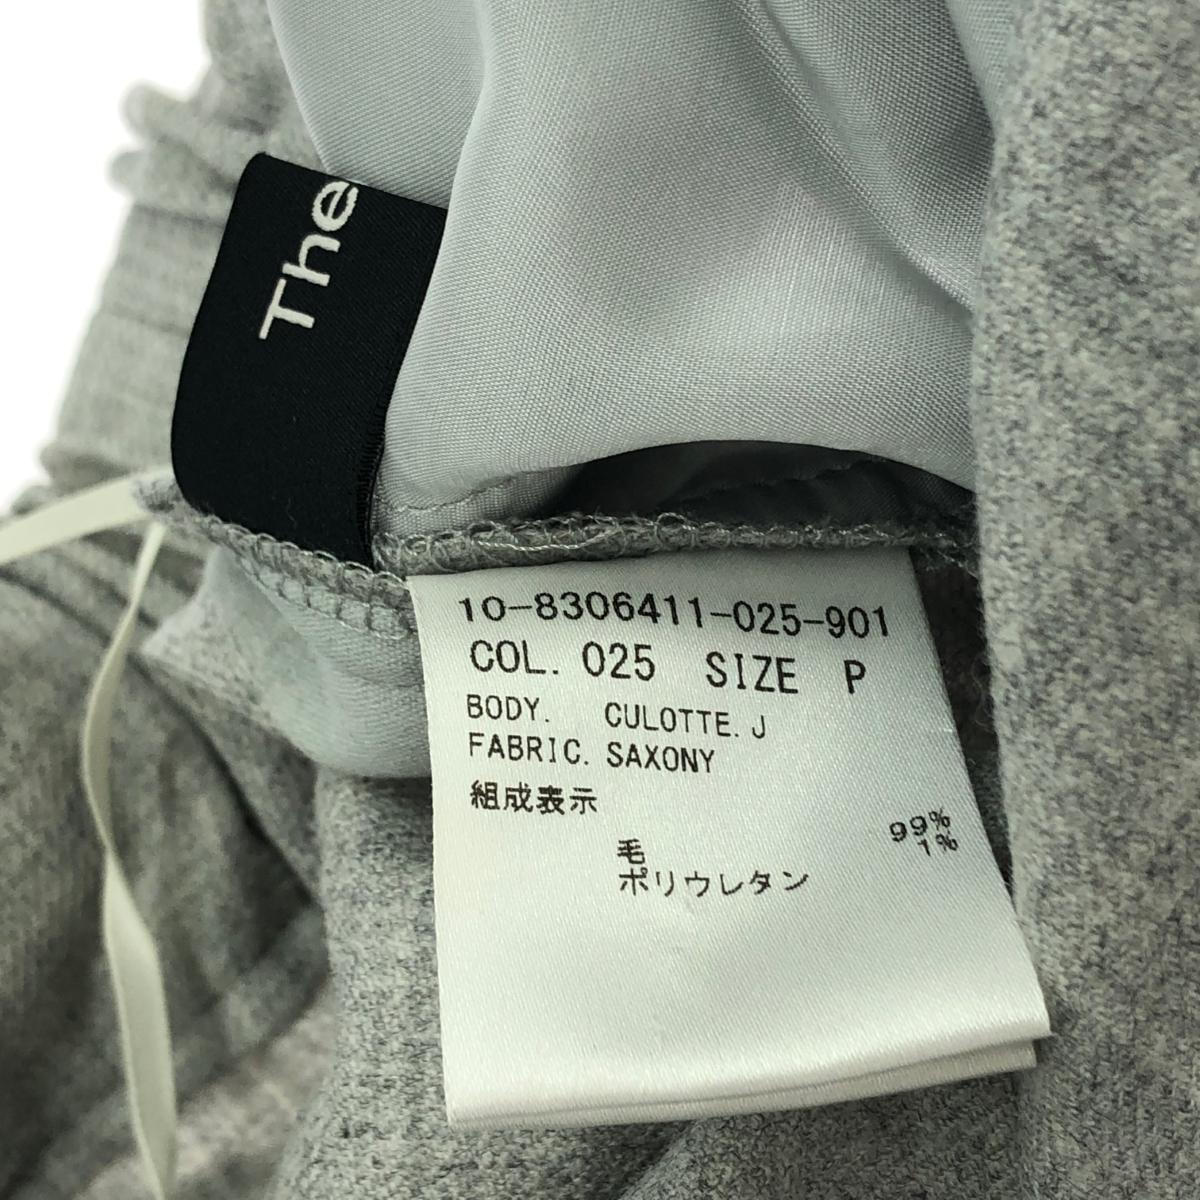 The
10-8306411-025-901
COL. 025 SIZE P
BODY. CULOTTE.J
FABRIC. SAXONY
組成表示
毛 99%
ポリウレタン 1%